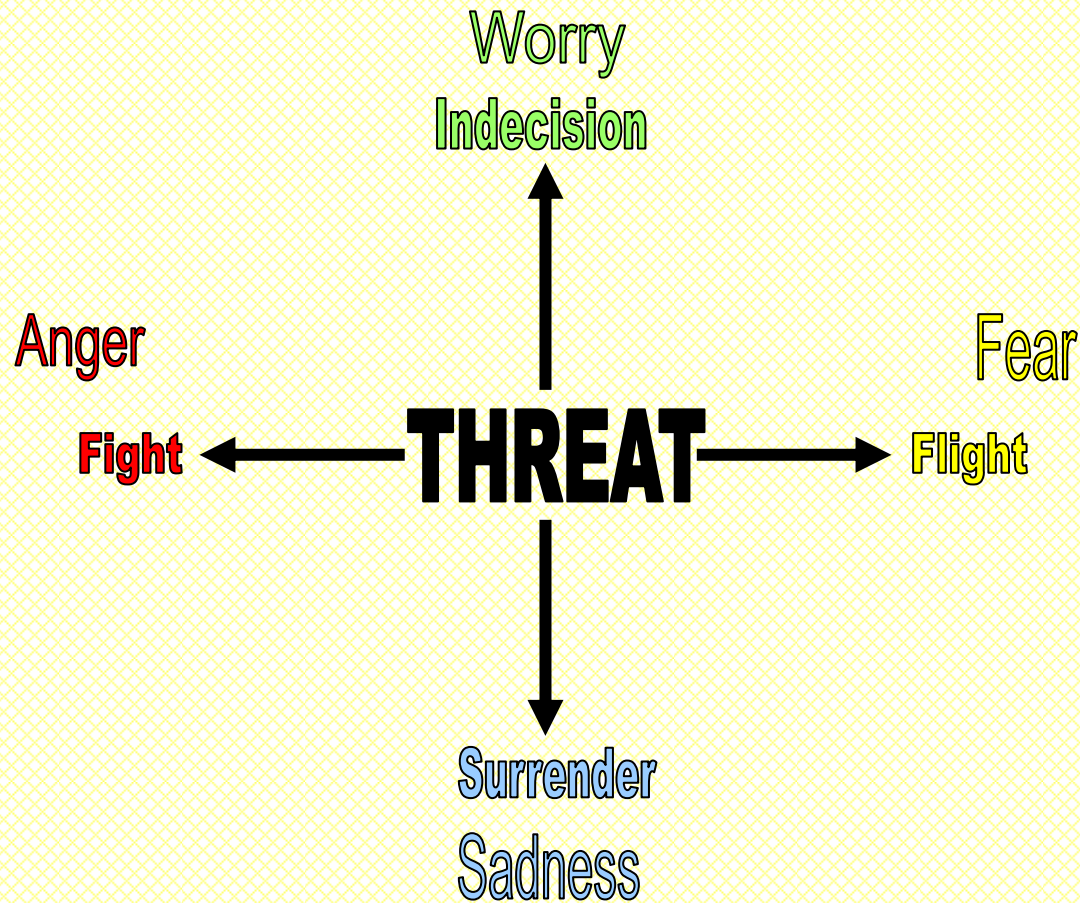 Worry
Indecision
Anger
Fear
Fight
THREAT
Flight
Surrender
Sadness